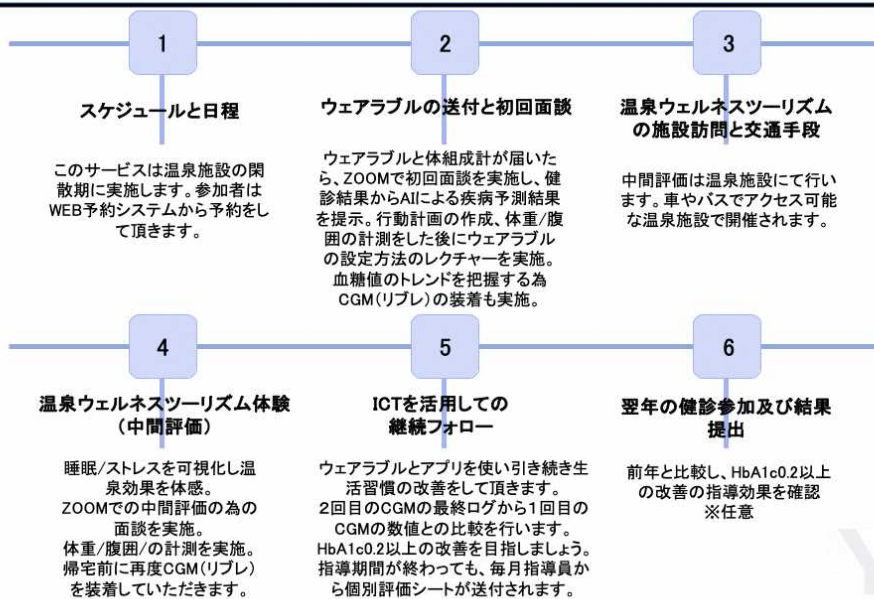 1
スケジュールと日程
このサービスは温泉施設の閑
散期に実施します。参加者は
WEB予約システムから予約をし
て頂きます。
2
ウェアラブルの送付と初回面談
ウェアラブルと体組成計が届いた
ら、ZOOMで初回面談を実施し、健
診結果からAIによる疾病予測結果
を提示。行動計画の作成、体重/腹
囲の計測をした後にウェアラブル
の設定方法のレクチャーを実施。
血糖値のトレンドを把握する為
CGM(リブレ)の装着も実施。
3
温泉ウェルネスツーリズム
の施設訪問と交通手段
中間評価は温泉施設にて行い
ます。車やバスでアクセス可能
な温泉施設で開催されます。
4
温泉ウェルネスツーリズム体験
(中間評価)
睡眠/ストレスを可視化し温
泉効果を体感。
ZOOMでの中間評価の為の
面談を実施。
体重/腹囲/の計測を実施。
帰宅前に再度CGM(リブレ)
を装着していただきます。
5
ICTを活用しての
継続フォロー
ウェアラブルとアプリを使い引き続き生
活習慣の改善をして頂きます。
2回目のCGMの最終ログから1回目の
CGMの数値との比較を行います。
HbA1c0.2以上の改善を目指しましょう。
指導期間が終わっても、毎月指導員か
ら個別評価シートが送付されます。
6
翌年の健診参加及び結果
提出
前年と比較し、HbA1c0.2以上
の改善の指導効果を確認
※任意